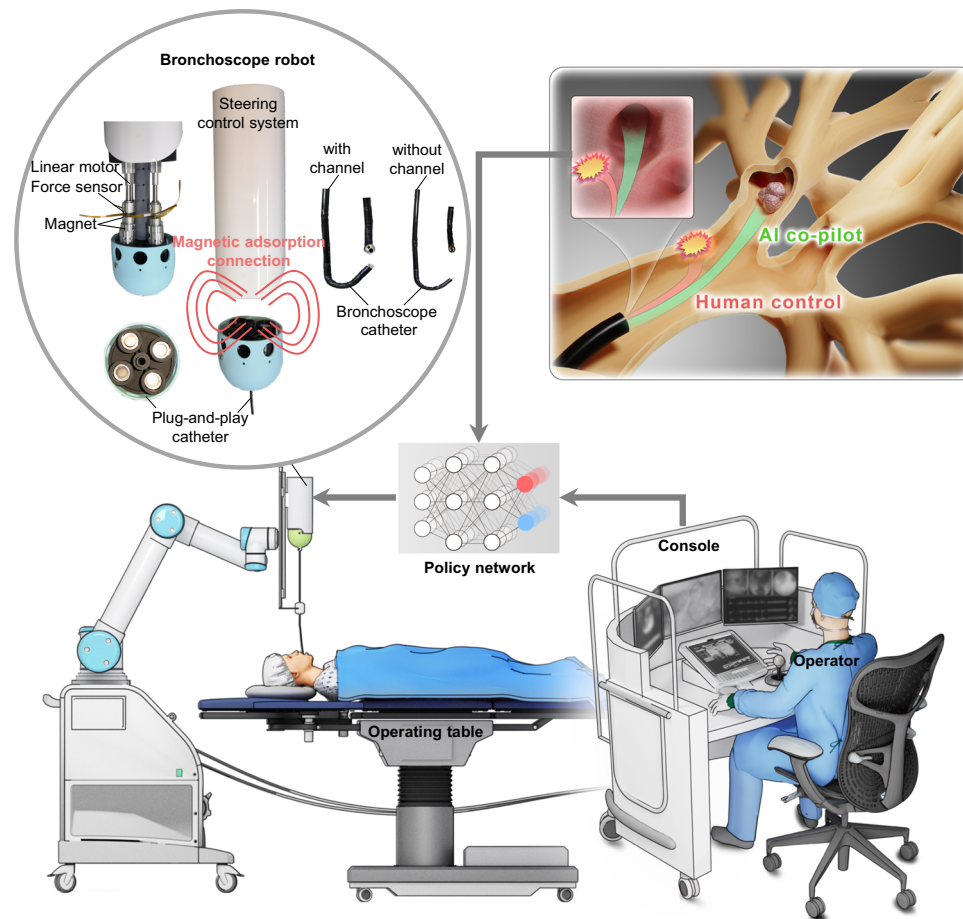 Bronchoscope robot
Steering
control system
with
channel
without
channel
Linear motor
Force sensor
Magnet
Magnetic adsorption
connection
Bronchoscope
catheter
Plug-and-play
catheter
AI co-pilot
Human control
Policy network
Console
Operator
Operating table